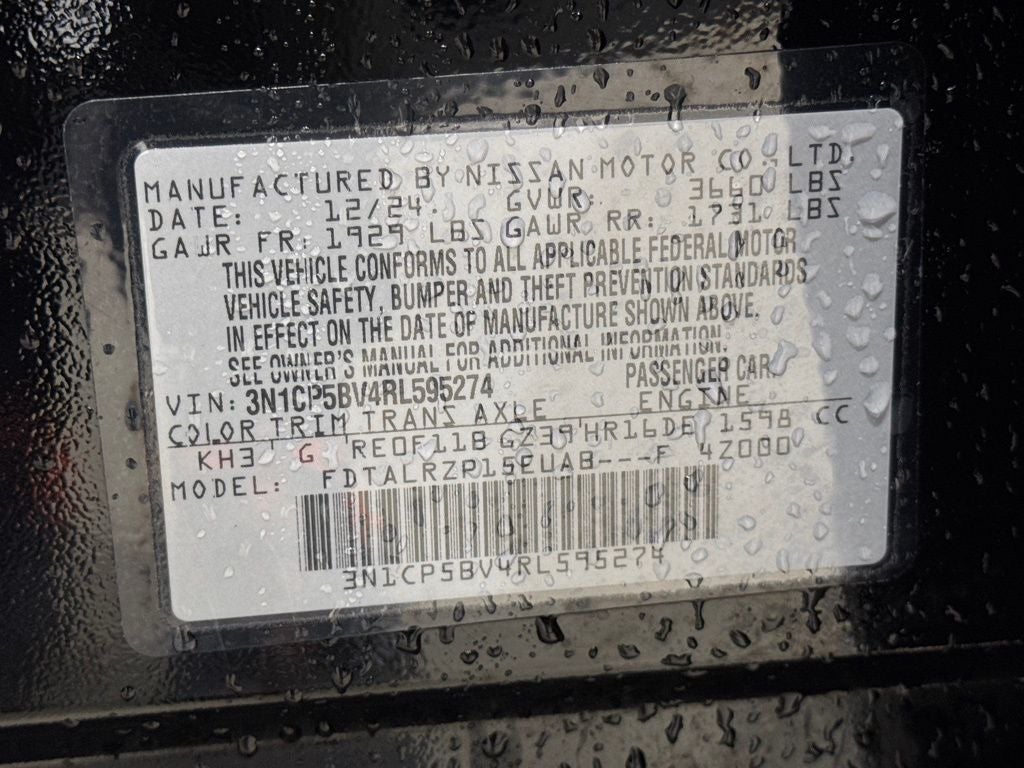 MANUFACTURED BY NISSAN MOTOR CO., LTD.
DATE: 12/24 GVWR: 3660 LBS
GAWR FR: 1929 LBS GAWR RR: 1731 LBS
THIS VEHICLE CONFORMS TO ALL APPLICABLE FEDERAL MOTOR
VEHICLE SAFETY, BUMPER AND THEFT PREVENTION STANDARDS
IN EFFECT ON THE DATE OF MANUFACTURE SHOWN ABOVE.
SEE OWNER'S MANUAL FOR ADDITIONAL INFORMATION.
VIN: 3N1CP5BV4RL595274 PASSENGER CAR
COLOR TRIM TRANS AXLE ENGINE
KH3 G RE0F11B GZ39 HR16DE 1598 CC
MODEL: FDTALRZP15EUAB---F 4Z000
3N1CP5BV4RL595274